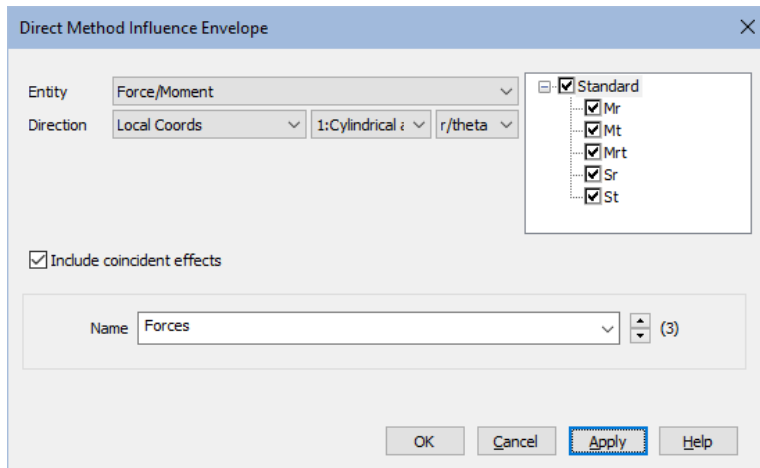 Direct Method Influence Envelope
Entity Force/Moment
Direction Local Coords 1:Cylindrical a r/theta
Standard
Mr
Mt
Mrt
Sr
St
Include coincident effects
Name Forces (3)
OK Cancel Apply Help